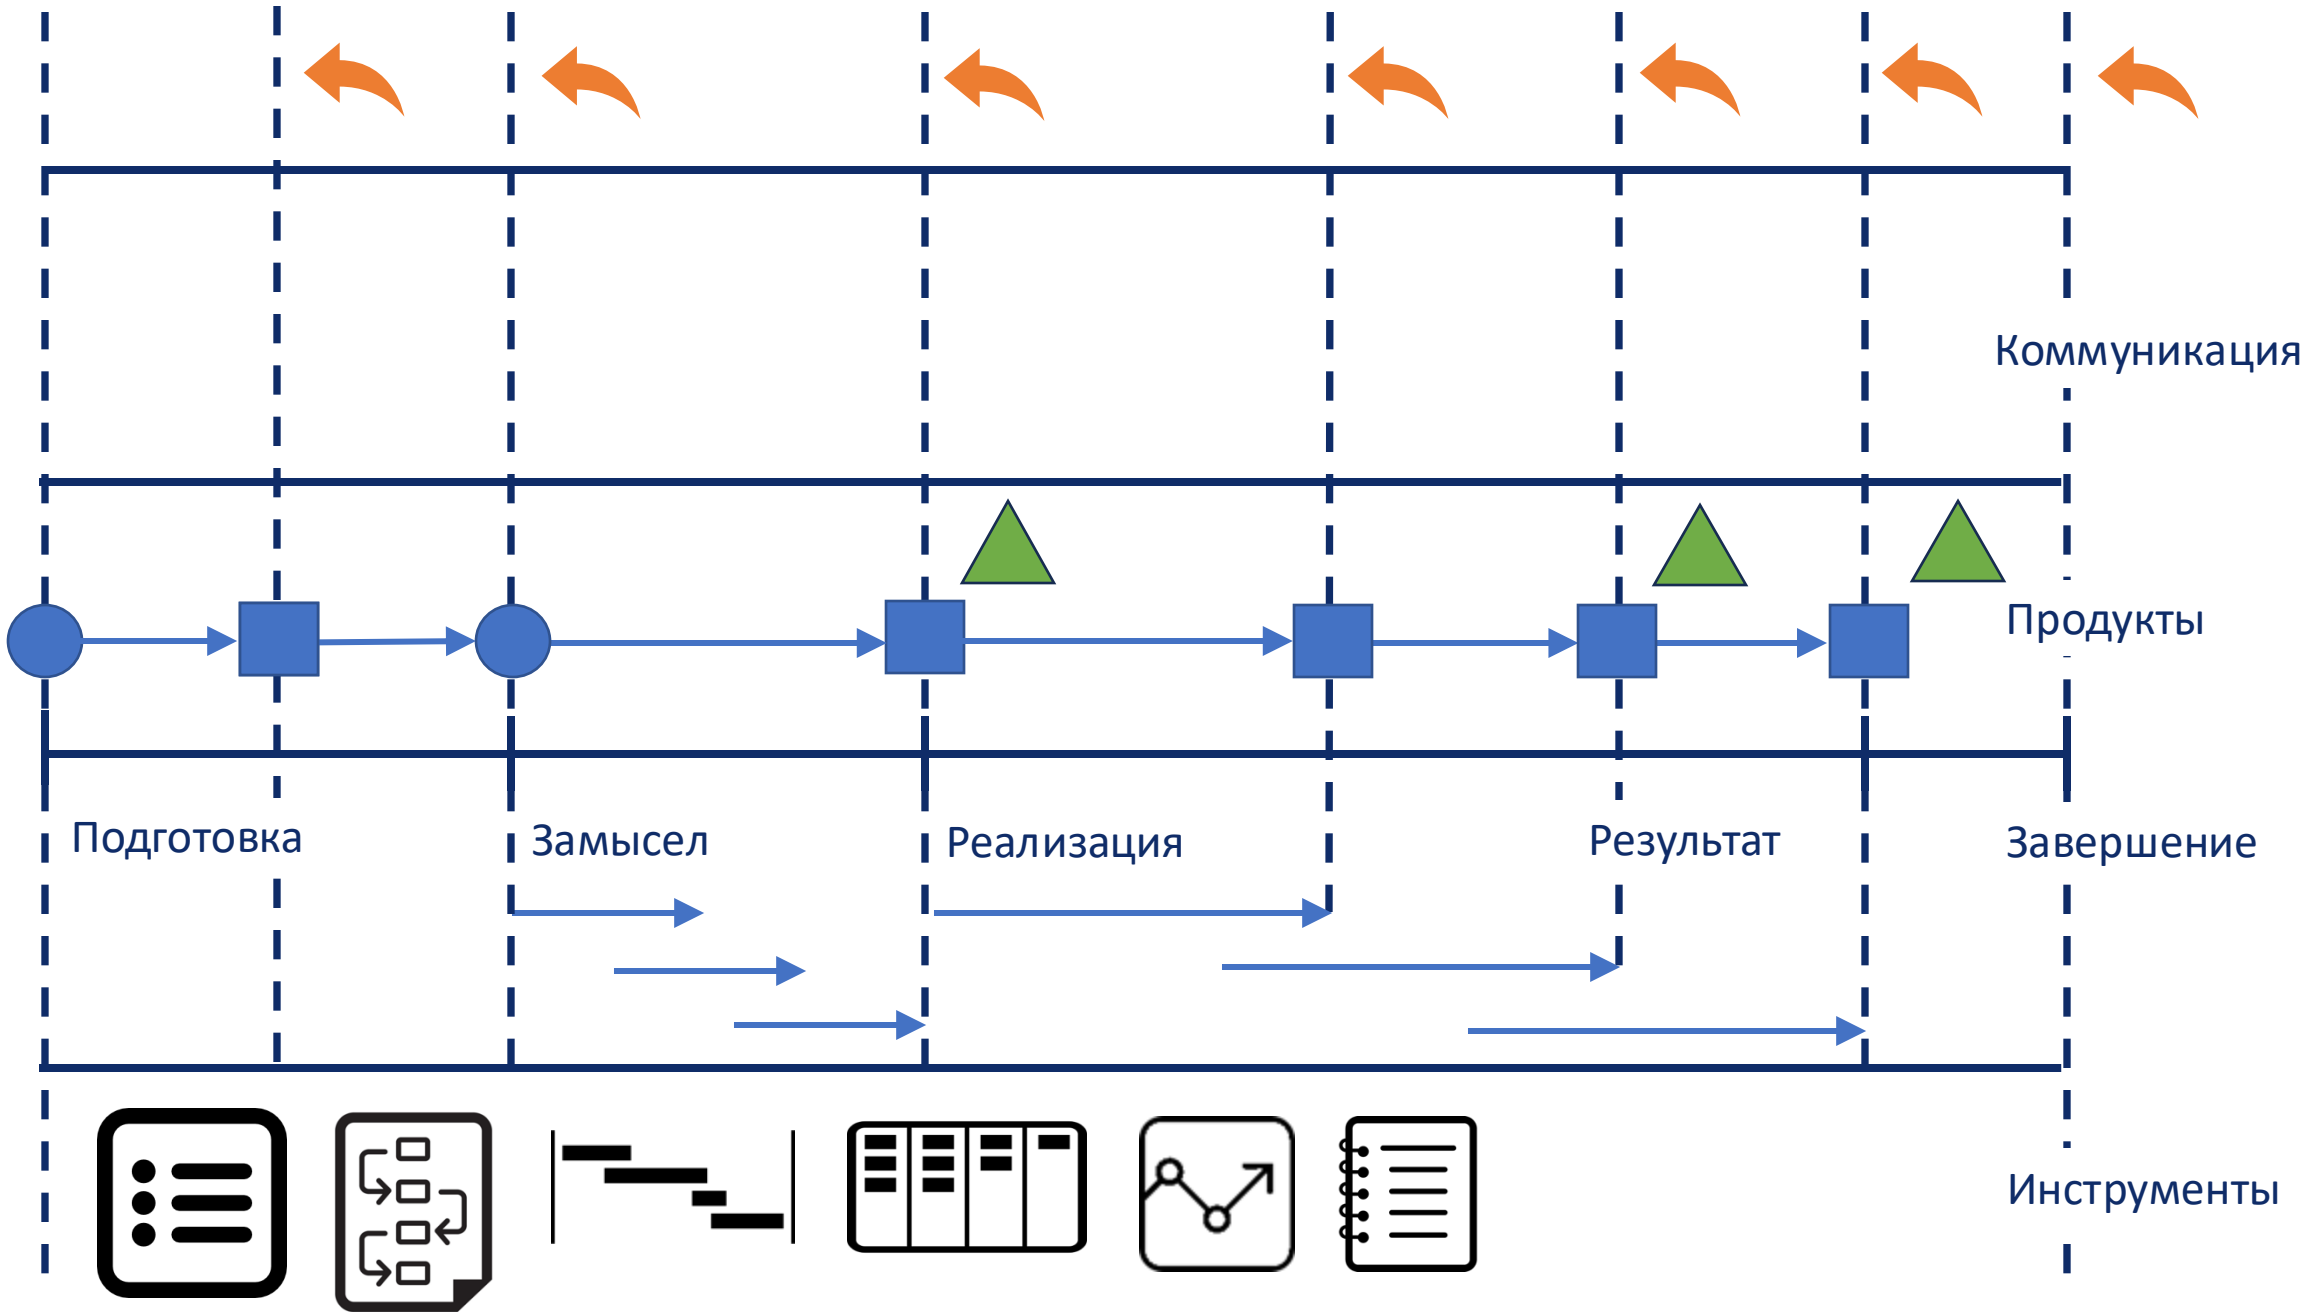 Коммуникация
Продукты
Подготовка
Замысел
Реализация
Результат
Завершение
Инструменты